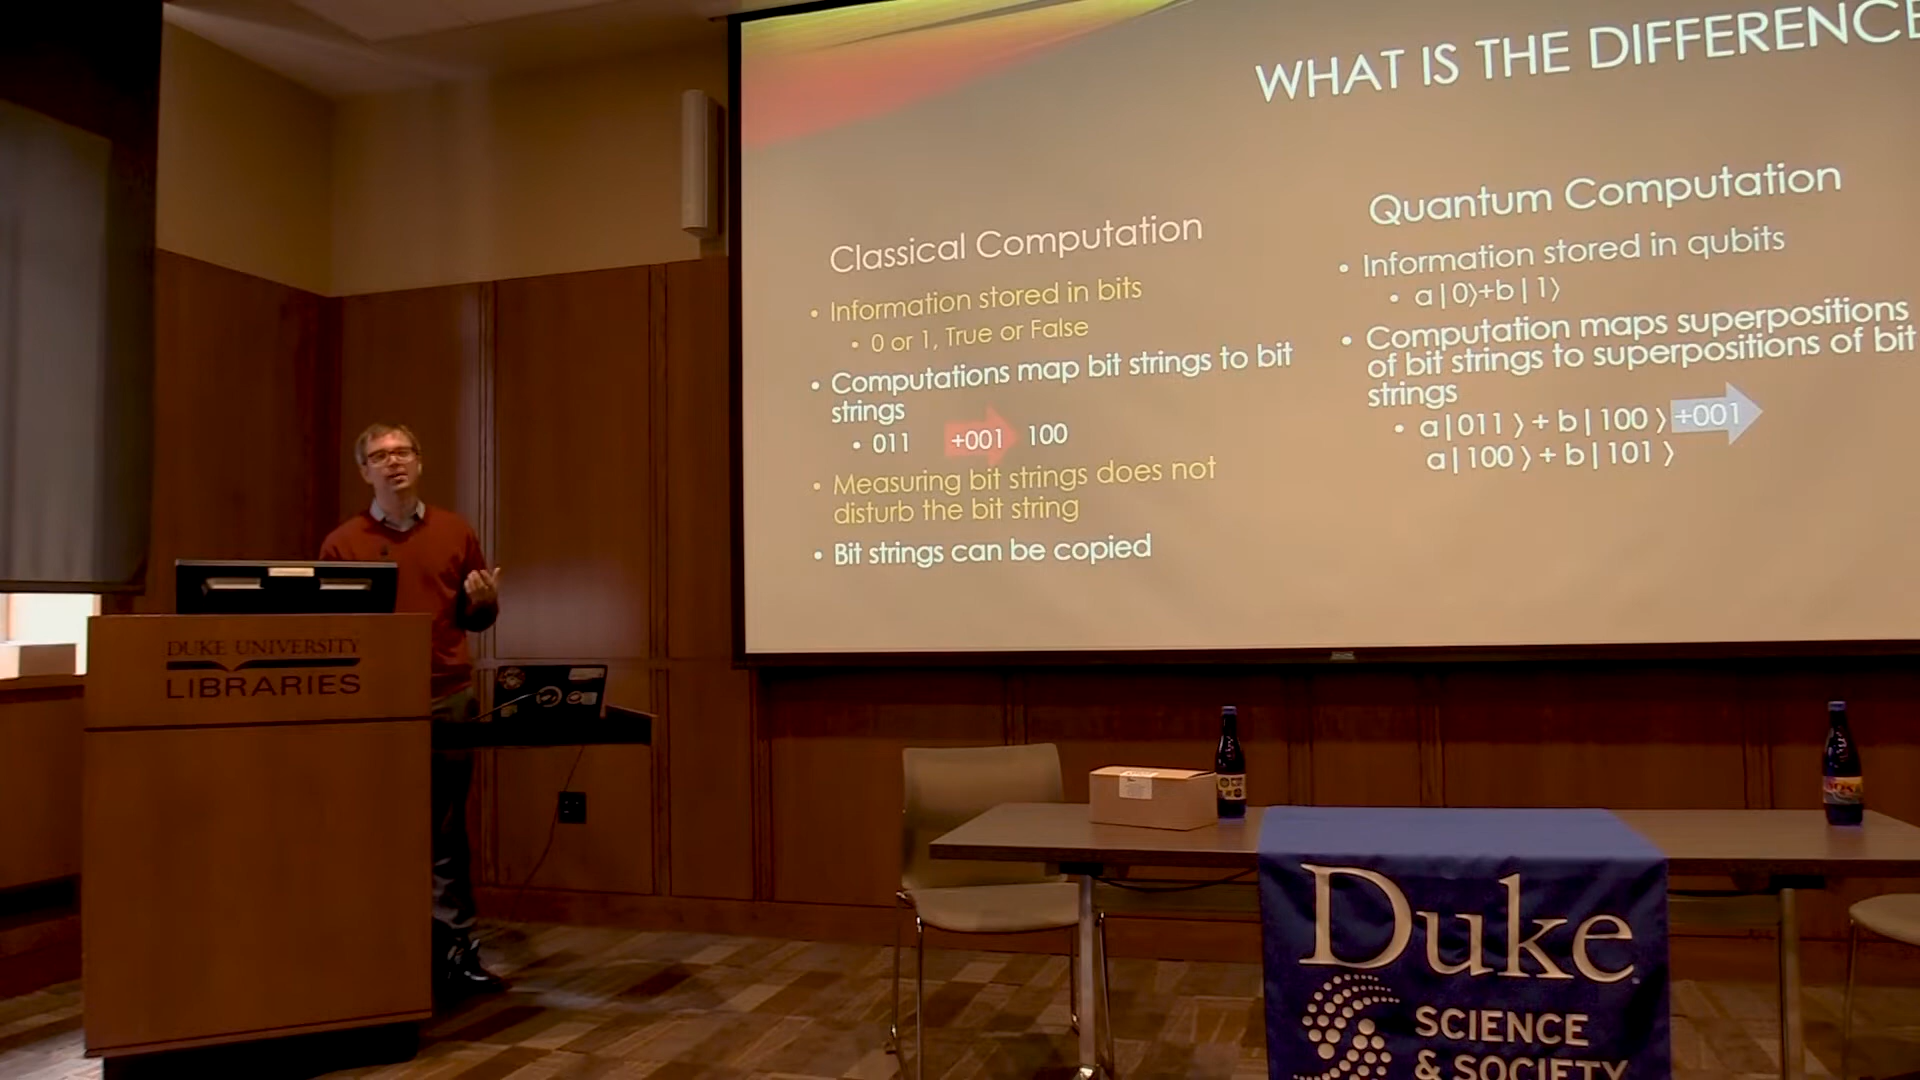 WHAT IS THE DIFFERENCE
Classical Computation
• Information stored in bits
• 0 or 1, True or False
• Computations map bit strings to bit
strings
• 011 +001 100
• Measuring bit strings does not
disturb the bit string
• Bit strings can be copied
Quantum Computation
• Information stored in qubits
• a|0⟩+b|1⟩
• Computation maps superpositions
of bit strings to superpositions of bit
strings
• a|011 ⟩ + b|100 ⟩ +001
a|100 ⟩ + b|101 ⟩
DUKE UNIVERSITY
LIBRARIES
Duke
SCIENCE
& SOCIETY